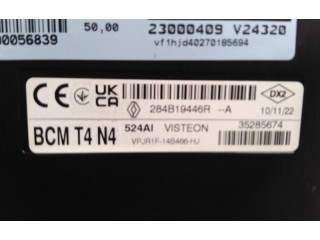 50,00
23000409 V24320
0056839
vf1hjd40270185694
CE UK CA
284B19446R --A
DX2
10/11/22
BCM T4 N4
524AI VISTEON
35285674
VPJR1F-14B466-HJ